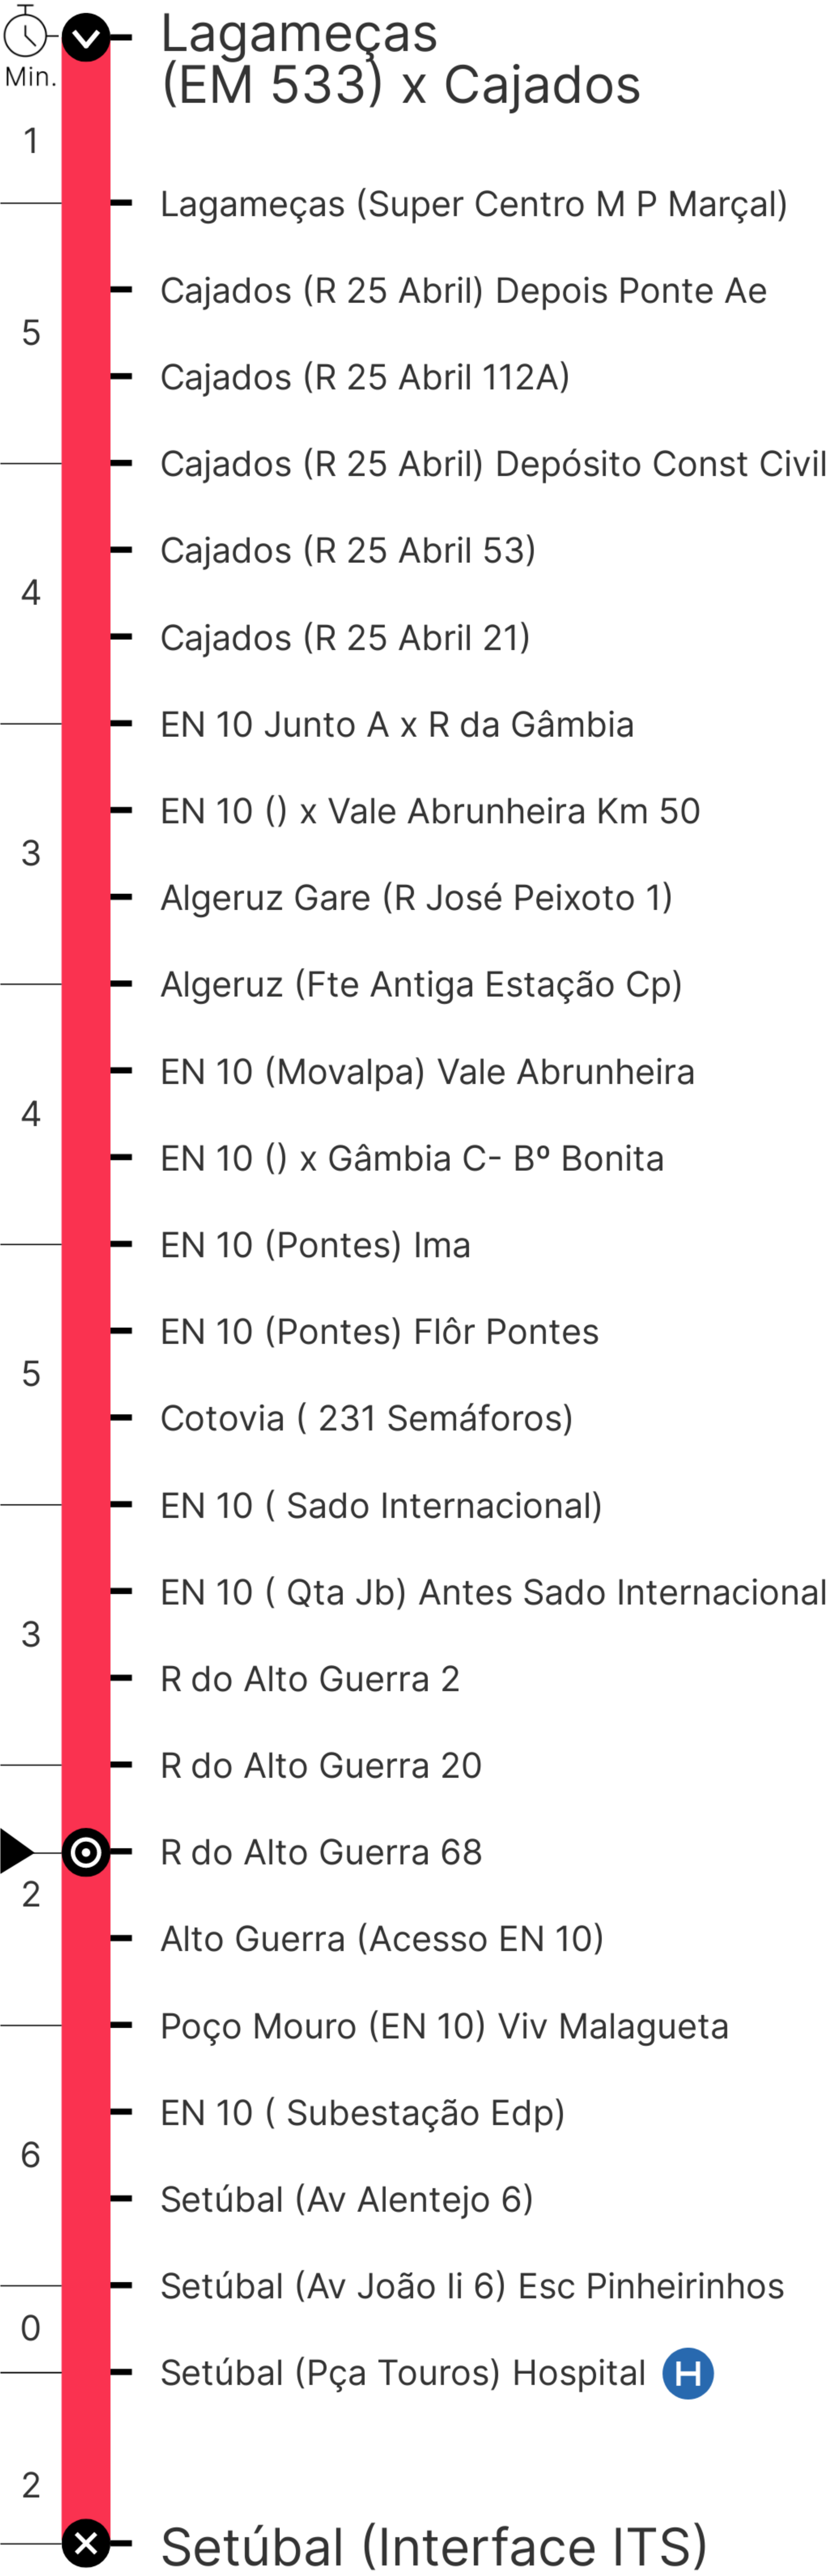 Lagameças
(EM 533) x Cajados
Min.
1
Lagameças (Super Centro M P Marçal)
Cajados (R 25 Abril) Depois Ponte Ae
5
Cajados (R 25 Abril 112A)
Cajados (R 25 Abril) Depósito Const Civil
Cajados (R 25 Abril 53)
4
Cajados (R 25 Abril 21)
EN 10 Junto A x R da Gâmbia
EN 10 () x Vale Abrunheira Km 50
3
Algeruz Gare (R José Peixoto 1)
Algeruz (Fte Antiga Estação Cp)
EN 10 (Movalpa) Vale Abrunheira
4
EN 10 () x Gâmbia C- Bº Bonita
EN 10 (Pontes) Ima
EN 10 (Pontes) Flôr Pontes
5
Cotovia ( 231 Semáforos)
EN 10 ( Sado Internacional)
EN 10 ( Qta Jb) Antes Sado Internacional
3
R do Alto Guerra 2
R do Alto Guerra 20
R do Alto Guerra 68
2
Alto Guerra (Acesso EN 10)
Poço Mouro (EN 10) Viv Malagueta
EN 10 ( Subestação Edp)
6
Setúbal (Av Alentejo 6)
Setúbal (Av João Ii 6) Esc Pinheirinhos
0
Setúbal (Pça Touros) Hospital H
2
Setúbal (Interface ITS)